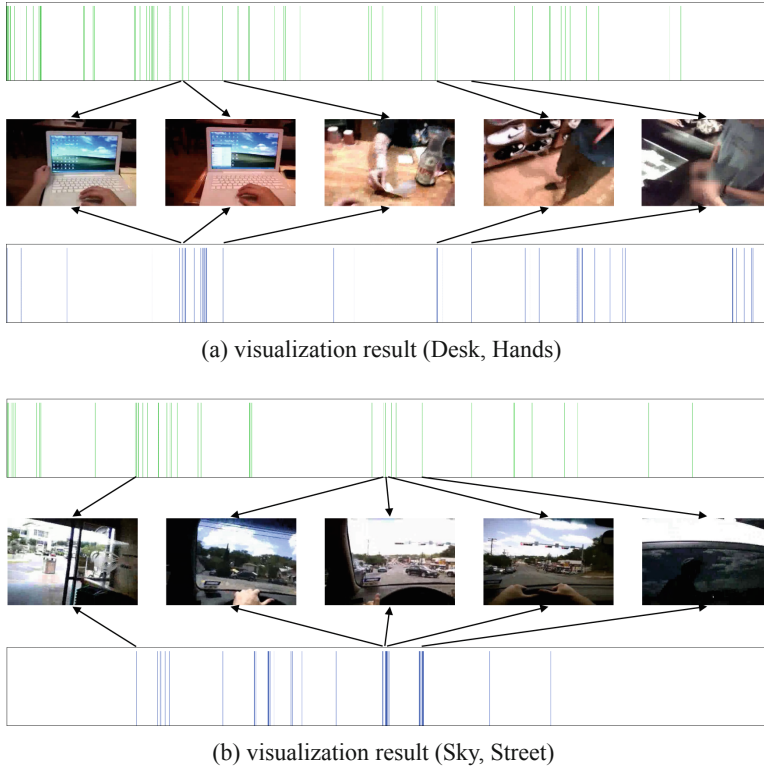 (a) visualization result (Desk, Hands)
(b) visualization result (Sky, Street)